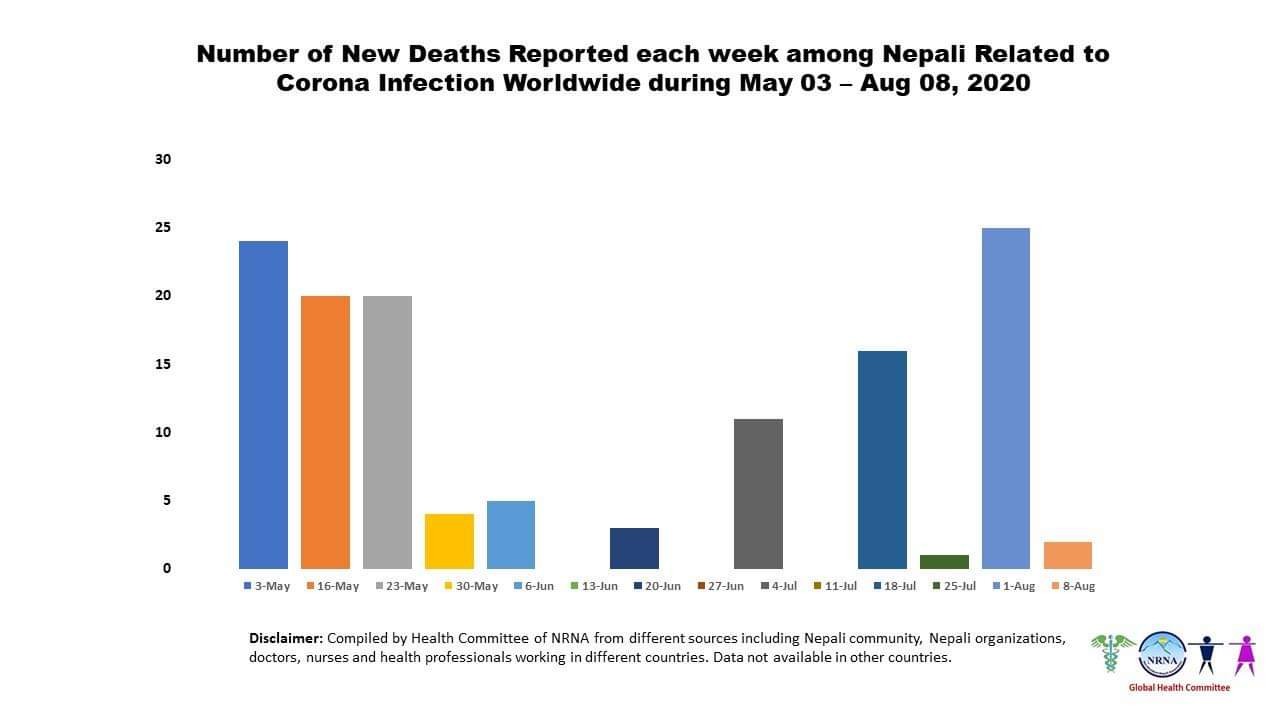 Number of New Deaths Reported each week among Nepali Related to
Corona Infection Worldwide during May 03 – Aug 08, 2020
30
25
20
15
10
5
0
3-May 16-May 23-May 30-May 6-Jun 13-Jun 20-Jun 27-Jun 4-Jul 11-Jul 18-Jul 25-Jul 1-Aug 8-Aug
Disclaimer: Compiled by Health Committee of NRNA from different sources including Nepali community, Nepali organizations,
doctors, nurses and health professionals working in different countries. Data not available in other countries.
NRNA
Global Health Committee